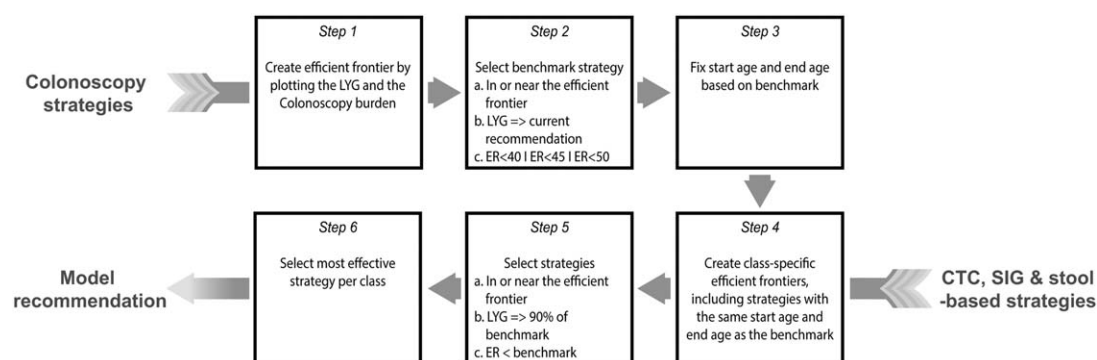 Colonoscopy
strategies
Step 1
Create efficient frontier by
plotting the LYG and the
Colonoscopy burden
Step 2
Select benchmark strategy
a. In or near the efficient
frontier
b. LYG => current
recommendation
c. ER<40 I ER<45 I ER<50
Step 3
Fix start age and end age
based on benchmark
Step 4
Create class-specific
efficient frontiers,
including strategies with
the same start age and
end age as the benchmark
CTC, SIG & stool
-based strategies
Step 5
Select strategies
a. In or near the efficient
frontier
b. LYG => 90% of
benchmark
c. ER < benchmark
Step 6
Select most effective
strategy per class
Model
recommendation